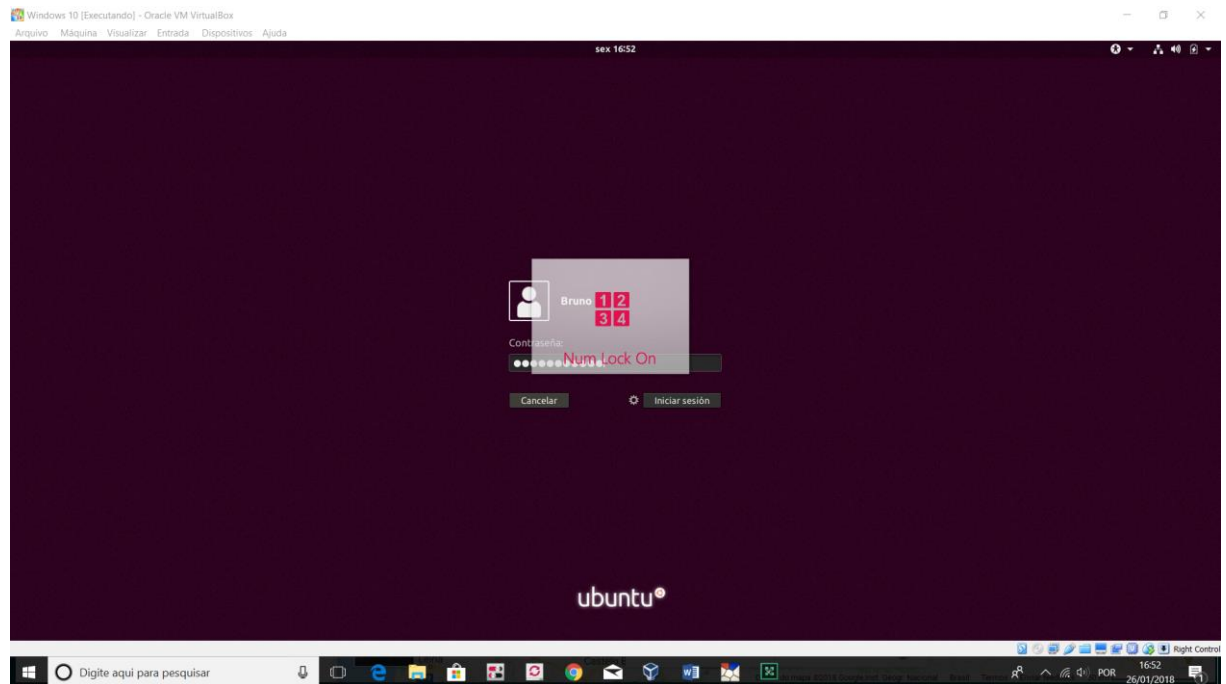 Windows 10 [Executando] - Oracle VM VirtualBox
Arquivo Máquina Visualizar Entrada Dispositivos Ajuda
sex 16:52
Bruno 1 2
3 4
Contraseña:
Num Lock On
Cancelar Iniciar sesión
ubuntu
Right Control
Digite aqui para pesquisar
POR
16:52
26/01/2018